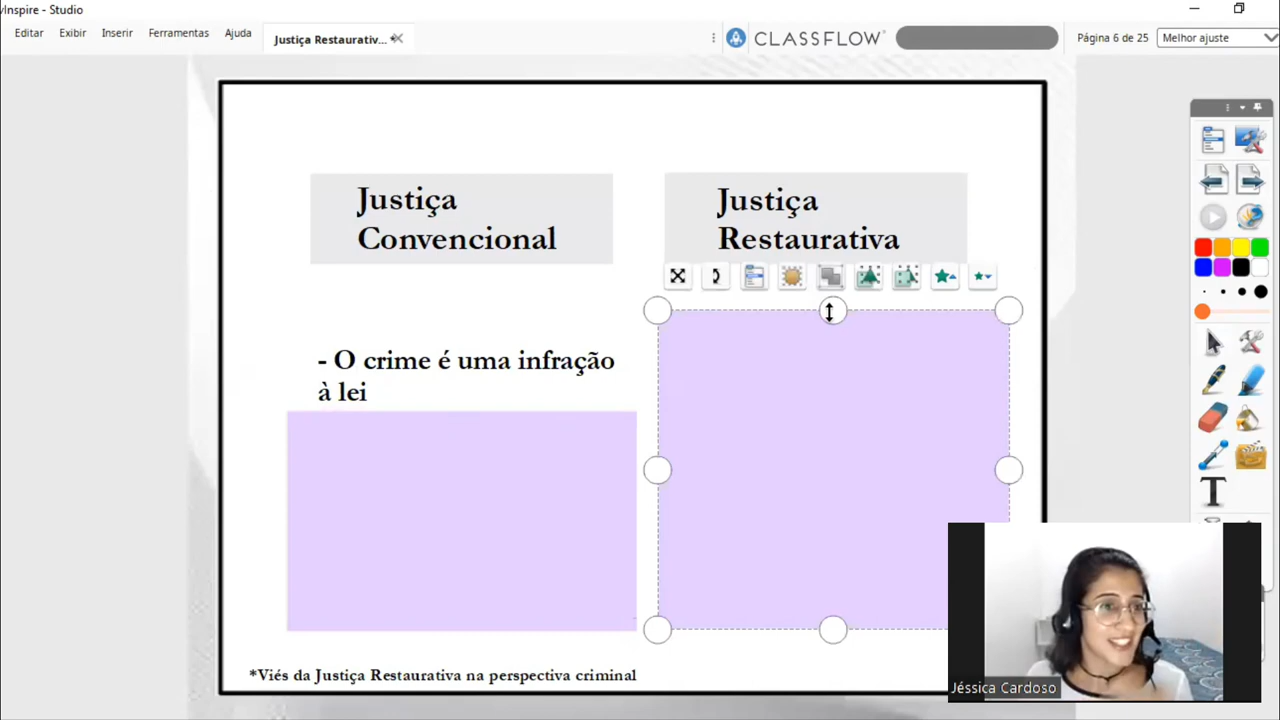 vInspire - Studio
Editar Exibir Inserir Ferramentas Ajuda
Justiça Restaurativ...
CLASSFLOW
Página 6 de 25
Melhor ajuste
Justiça
Convencional
Justiça
Restaurativa
- O crime é uma infração
à lei
T
*Viés da Justiça Restaurativa na perspectiva criminal
Jéssica Cardoso